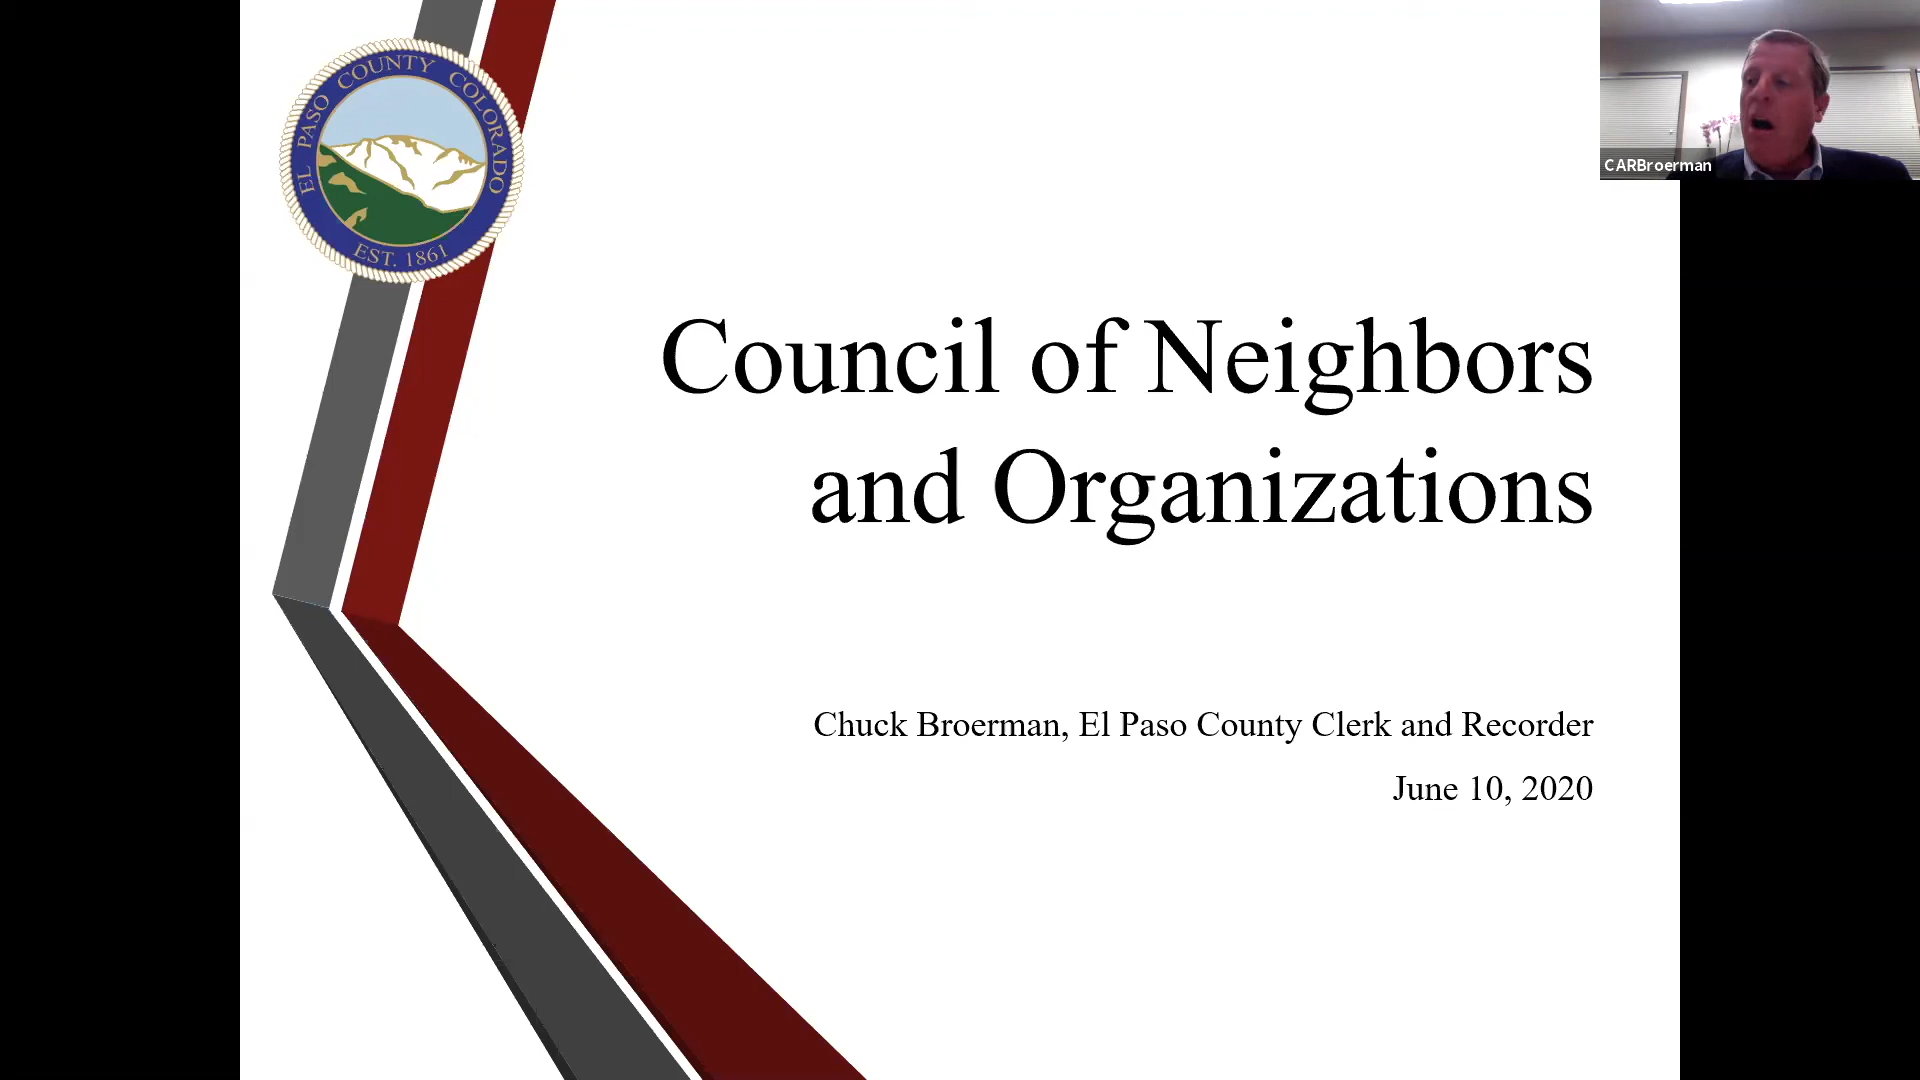 EL PASO COUNTY COLORADO
EST. 1861
CARBroerman
Council of Neighbors
and Organizations
Chuck Broerman, El Paso County Clerk and Recorder
June 10, 2020